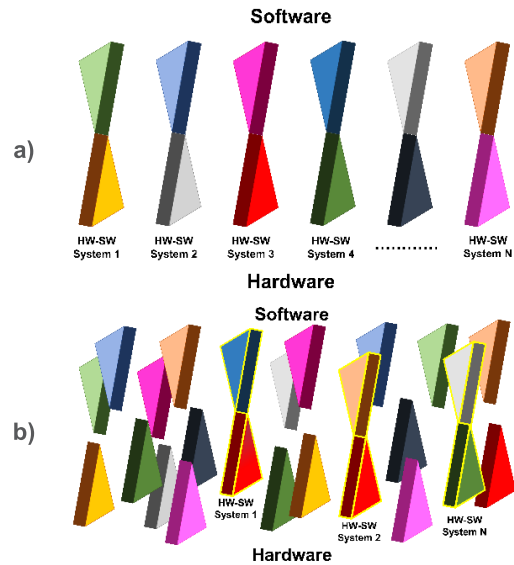 Software
a)
HW-SW HW-SW HW-SW HW-SW HW-SW
System 1 System 2 System 3 System 4 ............ System N
Hardware
Software
b)
HW-SW
System 1
HW-SW
System 2
HW-SW
System N
Hardware